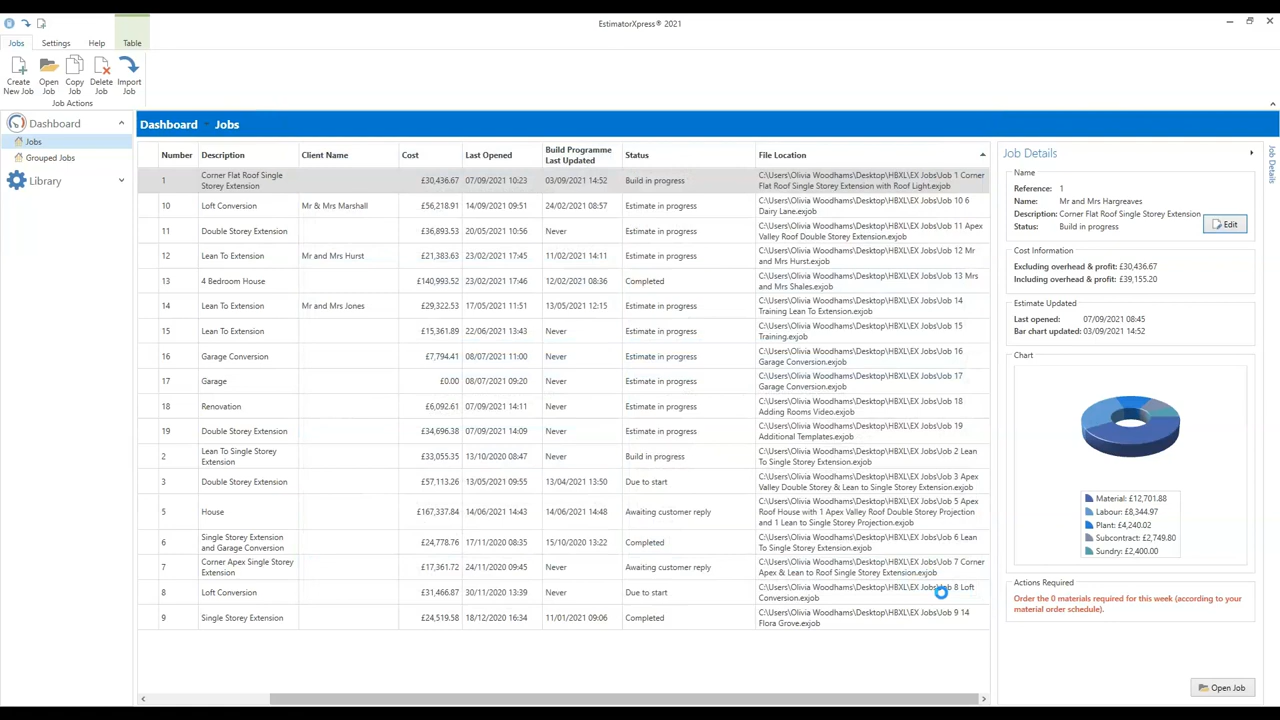 EstimatorXpress® 2021
Jobs Settings Help Table
Create New Job
Open Job
Copy Job
Delete Job
Import Job
Job Actions
Dashboard
Jobs
Grouped Jobs
Library
Dashboard Jobs
Number Description Client Name Cost Last Opened Build Programme Last Updated Status File Location
1 Corner Flat Roof Single Storey Extension £30,436.67 07/09/2021 10:23 03/09/2021 14:52 Build in progress C:\Users\Olivia Woodhams\Desktop\HBXL\EX Jobs\Job 1 Corner Flat Roof Single Storey Extension with Roof Light.exjob
10 Loft Conversion Mr & Mrs Marshall £56,218.91 14/09/2021 09:51 24/02/2021 08:57 Estimate in progress C:\Users\Olivia Woodhams\Desktop\HBXL\EX Jobs\Job 10 6 Dairy Lane.exjob
11 Double Storey Extension £36,893.53 20/05/2021 10:56 Never Estimate in progress C:\Users\Olivia Woodhams\Desktop\HBXL\EX Jobs\Job 11 Apex Valley Roof Double Storey Extension.exjob
12 Lean To Extension Mr and Mrs Hurst £21,383.63 23/02/2021 17:45 11/02/2021 14:11 Estimate in progress C:\Users\Olivia Woodhams\Desktop\HBXL\EX Jobs\Job 12 Mr and Mrs Hurst.exjob
13 4 Bedroom House £140,993.52 23/02/2021 17:46 12/02/2021 08:36 Completed C:\Users\Olivia Woodhams\Desktop\HBXL\EX Jobs\Job 13 Mrs and Mrs Shales.exjob
14 Lean To Extension Mr and Mrs Jones £29,322.53 17/05/2021 11:51 13/05/2021 12:15 Estimate in progress C:\Users\Olivia Woodhams\Desktop\HBXL\EX Jobs\Job 14 Training Lean To Extension.exjob
15 Lean To Extension £15,361.89 22/06/2021 13:43 Never Estimate in progress C:\Users\Olivia Woodhams\Desktop\HBXL\EX Jobs\Job 15 Training.exjob
16 Garage Conversion £7,794.41 08/07/2021 11:00 Never Estimate in progress C:\Users\Olivia Woodhams\Desktop\HBXL\EX Jobs\Job 16 Garage Conversion.exjob
17 Garage £0.00 08/07/2021 09:20 Never Estimate in progress C:\Users\Olivia Woodhams\Desktop\HBXL\EX Jobs\Job 17 Garage Conversion.exjob
18 Renovation £6,092.61 07/09/2021 14:11 Never Estimate in progress C:\Users\Olivia Woodhams\Desktop\HBXL\EX Jobs\Job 18 Adding Rooms Video.exjob
19 Double Storey Extension £34,696.38 07/09/2021 14:09 Never Estimate in progress C:\Users\Olivia Woodhams\Desktop\HBXL\EX Jobs\Job 19 Additional Templates.exjob
2 Lean To Single Storey Extension £33,055.35 13/10/2020 08:47 Never Build in progress C:\Users\Olivia Woodhams\Desktop\HBXL\EX Jobs\Job 2 Lean To Single Storey Extension.exjob
3 Double Storey Extension £57,113.26 13/05/2021 09:55 13/04/2021 13:50 Due to start C:\Users\Olivia Woodhams\Desktop\HBXL\EX Jobs\Job 3 Apex Valley Double Storey & Lean to Single Storey Extension.exjob
5 House £167,337.84 14/06/2021 14:43 14/06/2021 14:48 Awaiting customer reply C:\Users\Olivia Woodhams\Desktop\HBXL\EX Jobs\Job 5 Apex Roof House with 1 Apex Valley Roof Double Storey Projection and 1 Lean to Single Storey Projection.exjob
6 Single Storey Extension and Garage Conversion £24,778.76 17/11/2020 08:35 15/10/2020 13:22 Completed C:\Users\Olivia Woodhams\Desktop\HBXL\EX Jobs\Job 6 Lean To Single Storey Extension.exjob
7 Corner Apex Single Storey Extension £17,361.72 24/11/2020 09:45 Never Awaiting customer reply C:\Users\Olivia Woodhams\Desktop\HBXL\EX Jobs\Job 7 Corner Apex & Lean to Roof Single Storey Extension.exjob
8 Loft Conversion £31,466.87 30/11/2020 13:39 Never Due to start C:\Users\Olivia Woodhams\Desktop\HBXL\EX Jobs\Job 8 Loft Conversion.exjob
9 Single Storey Extension £24,519.58 18/12/2020 16:34 11/01/2021 09:06 Completed C:\Users\Olivia Woodhams\Desktop\HBXL\EX Jobs\Job 9 14 Flora Grove.exjob
Job Details
Name
Reference: 1
Name: Mr and Mrs Hargreaves
Description: Corner Flat Roof Single Storey Extension
Status: Build in progress
Edit
Cost Information
Excluding overhead & profit: £30,436.67
Including overhead & profit: £39,155.20
Estimate Updated
Last opened: 07/09/2021 08:45
Bar chart updated: 03/09/2021 14:52
Chart
Material: £12,701.88
Labour: £8,344.97
Plant: £4,240.02
Subcontract: £2,749.80
Sundry: £2,400.00
Actions Required
Order the 0 materials required for this week (according to your
material order schedule).
Open Job
Job Details